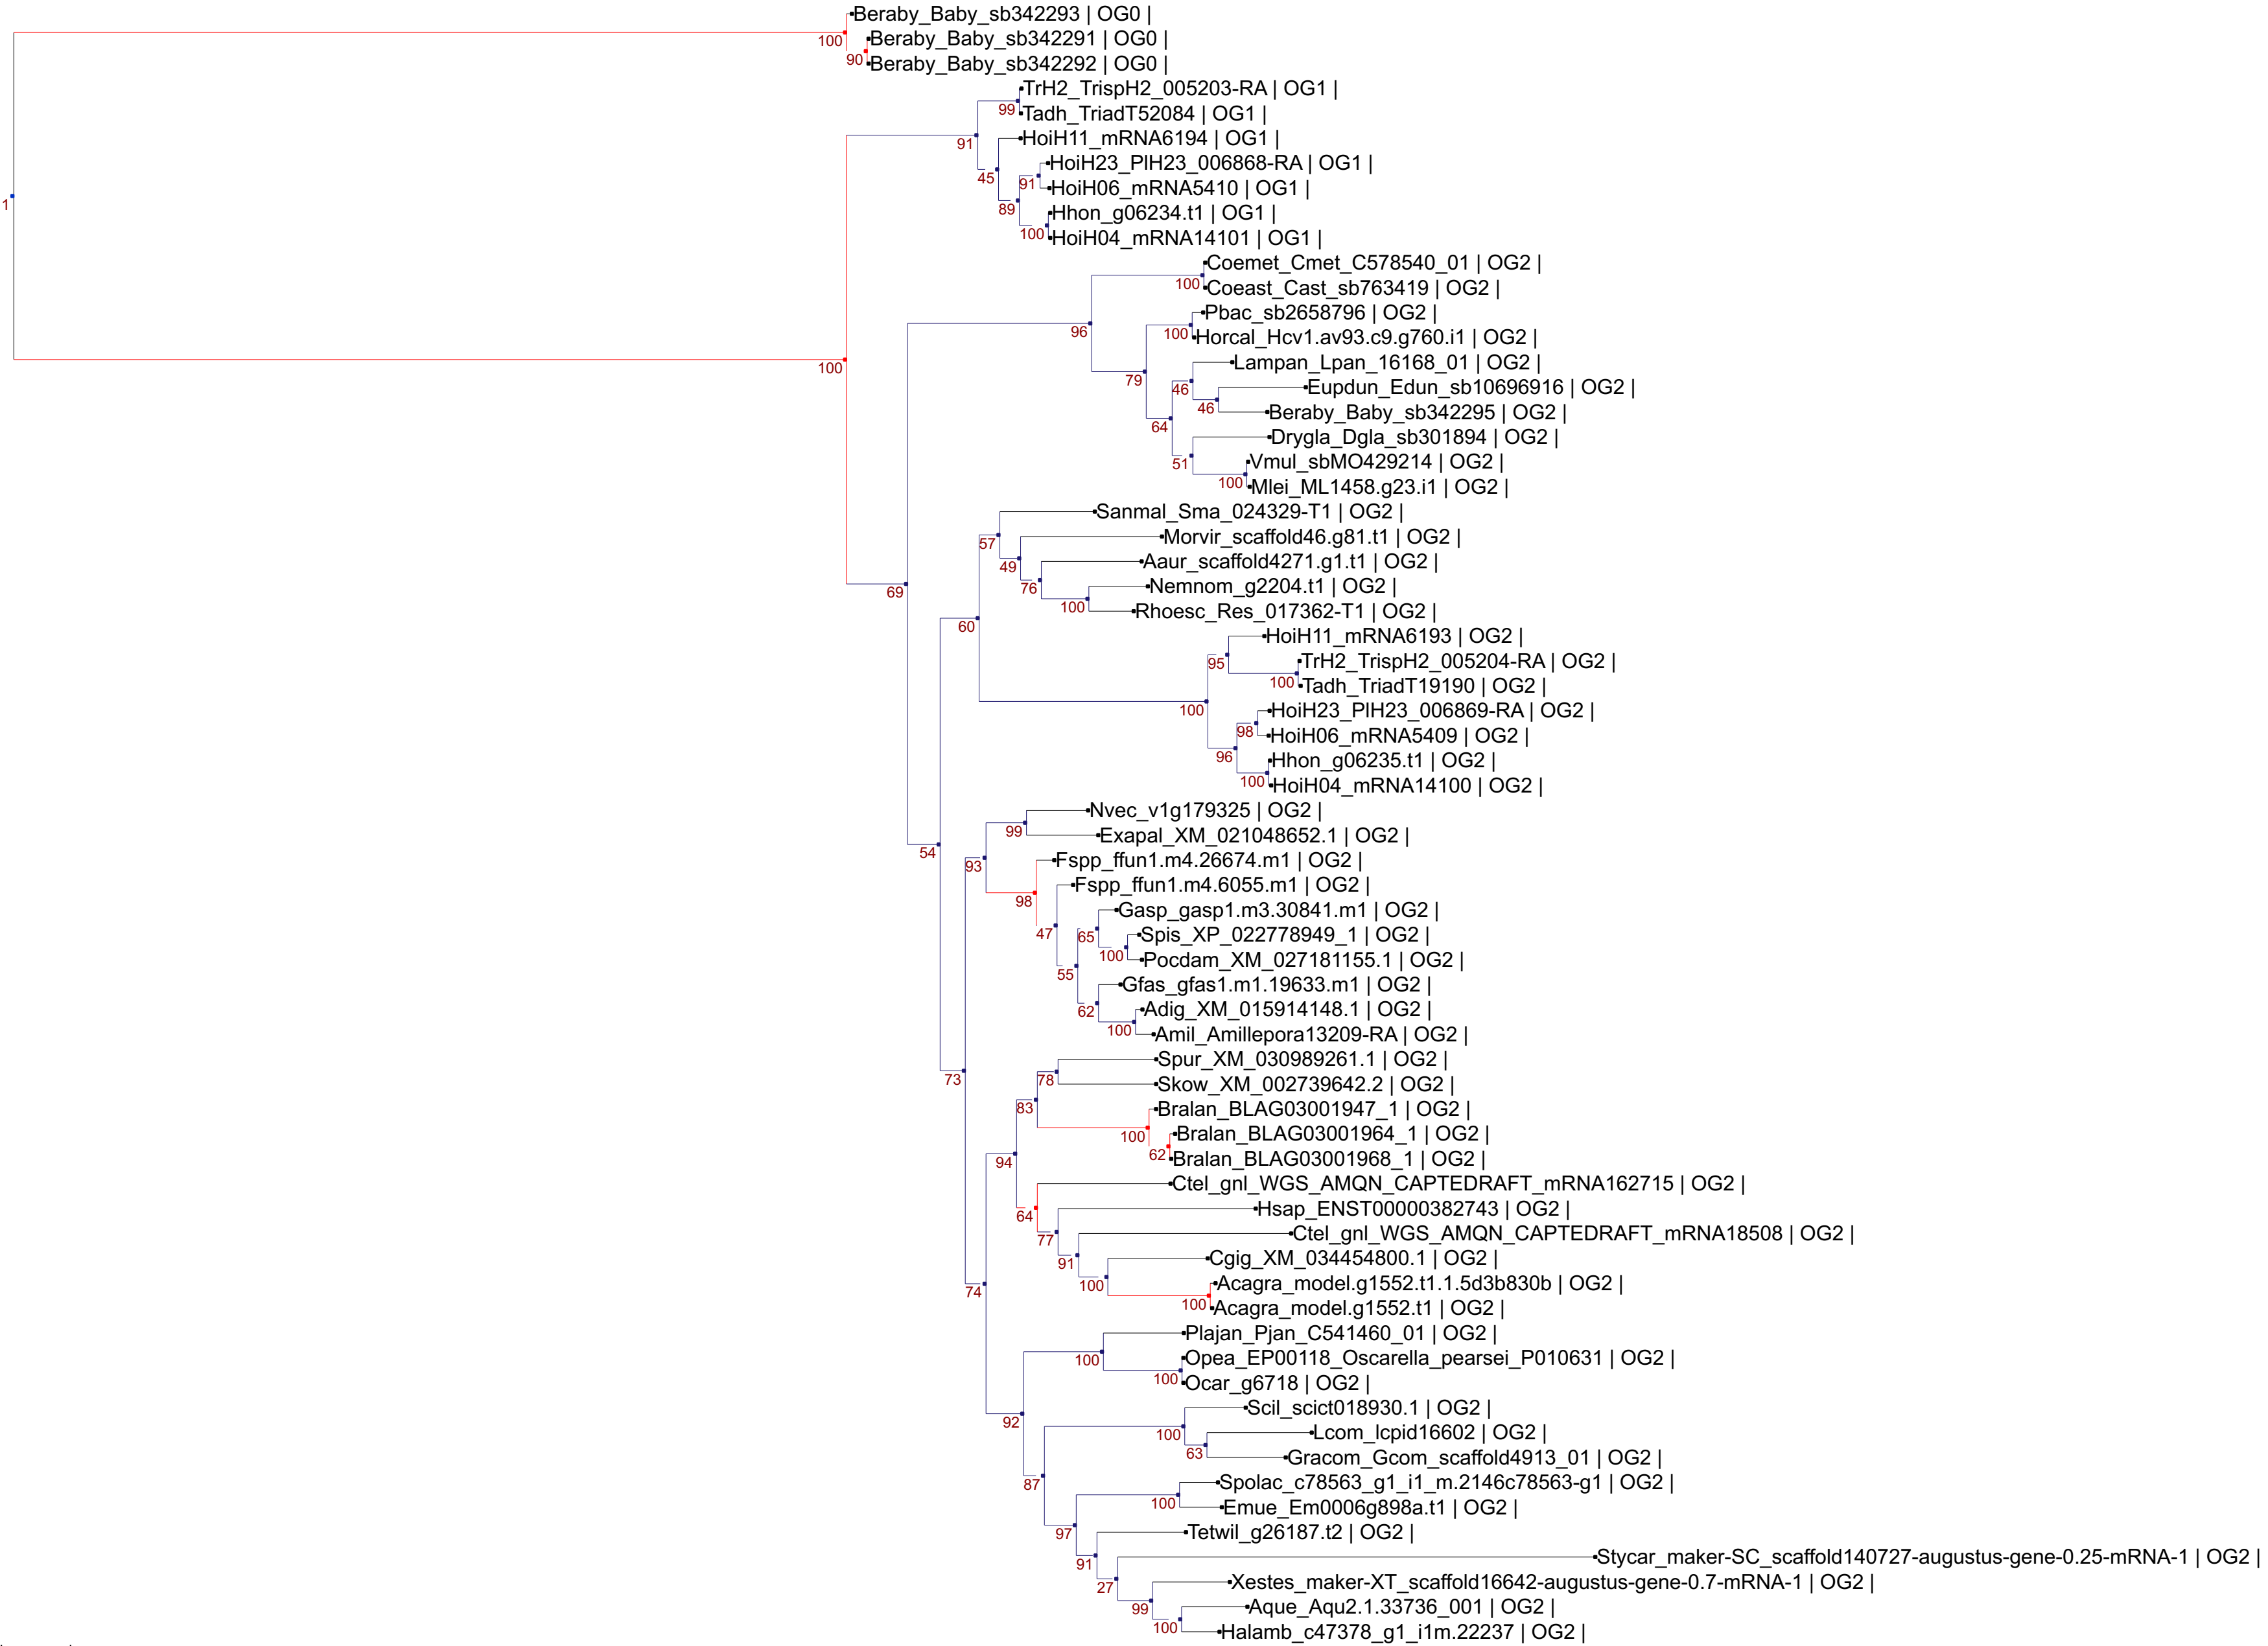 Beraby_Baby_sb342293 | OG0 |
100
Beraby_Baby_sb342291 | OG0 |
90
Beraby_Baby_sb342292 | OG0 |
TrH2_TrispH2_005203-RA | OG1 |
99
Tadh_TriadT52084 | OG1 |
91
HoiH11_mRNA6194 | OG1 |
HoiH23_PlH23_006868-RA | OG1 |
45
91
HoiH06_mRNA5410 | OG1 |
1
89
Hhon_g06234.t1 | OG1 |
100
HoiH04_mRNA14101 | OG1 |
Coemet_Cmet_C578540_01 | OG2 |
100
Coeast_Cast_sb763419 | OG2 |
Pbac_sb2658796 | OG2 |
96
100
Horcal_Hcv1.av93.c9.g760.i1 | OG2 |
100
Lampan_Lpan_16168_01 | OG2 |
79
46
Eupdun_Edun_sb10696916 | OG2 |
46
Beraby_Baby_sb342295 | OG2 |
64
Drygla_Dgla_sb301894 | OG2 |
51
Vmul_sbMO429214 | OG2 |
100
Mlei_ML1458.g23.i1 | OG2 |
Sanmal_Sma_024329-T1 | OG2 |
57
Morvir_scaffold46.g81.t1 | OG2 |
49
Aaur_scaffold4271.g1.t1 | OG2 |
76
Nemnom_g2204.t1 | OG2 |
69
100
Rhoesc_Res_017362-T1 | OG2 |
60
HoiH11_mRNA6193 | OG2 |
95
TrH2_TrispH2_005204-RA | OG2 |
100
Tadh_TriadT19190 | OG2 |
100
HoiH23_PlH23_006869-RA | OG2 |
98
HoiH06_mRNA5409 | OG2 |
96
Hhon_g06235.t1 | OG2 |
100
HoiH04_mRNA14100 | OG2 |
Nvec_v1g179325 | OG2 |
99
Exapal_XM_021048652.1 | OG2 |
54
93
Fspp_ffun1.m4.26674.m1 | OG2 |
Fspp_ffun1.m4.6055.m1 | OG2 |
98
Gasp_gasp1.m3.30841.m1 | OG2 |
47
65
Spis_XP_022778949_1 | OG2 |
100
Pocdam_XM_027181155.1 | OG2 |
55
Gfas_gfas1.m1.19633.m1 | OG2 |
62
Adig_XM_015914148.1 | OG2 |
100
Amil_Amillepora13209-RA | OG2 |
Spur_XM_030989261.1 | OG2 |
73
78
Skow_XM_002739642.2 | OG2 |
83
Bralan_BLAG03001947_1 | OG2 |
100
Bralan_BLAG03001964_1 | OG2 |
62
94
Bralan_BLAG03001968_1 | OG2 |
Ctel_gnl_WGS_AMQN_CAPTEDRAFT_mRNA162715 | OG2 |
64
Hsap_ENST00000382743 | OG2 |
77
Ctel_gnl_WGS_AMQN_CAPTEDRAFT_mRNA18508 | OG2 |
91
Cgig_XM_034454800.1 | OG2 |
74
100
Acagra_model.g1552.t1.1.5d3b830b | OG2 |
100
Acagra_model.g1552.t1 | OG2 |
Plajan_Pjan_C541460_01 | OG2 |
100
Opea_EP00118_Oscarella_pearsei_P010631 | OG2 |
100
Ocar_g6718 | OG2 |
Scil_scict018930.1 | OG2 |
92
100
Lcom_lcpid16602 | OG2 |
63
Gracom_Gcom_scaffold4913_01 | OG2 |
87
Spolac_c78563_g1_i1_m.2146c78563-g1 | OG2 |
100
Emue_Em0006g898a.t1 | OG2 |
97
Tetwil_g26187.t2 | OG2 |
91
Stycar_maker-SC_scaffold140727-augustus-gene-0.25-mRNA-1 | OG2 |
27
Xestes_maker-XT_scaffold16642-augustus-gene-0.7-mRNA-1 | OG2 |
99
Aque_Aqu2.1.33736_001 | OG2 |
100
Halamb_c47378_g1_i1m.22237 | OG2 |